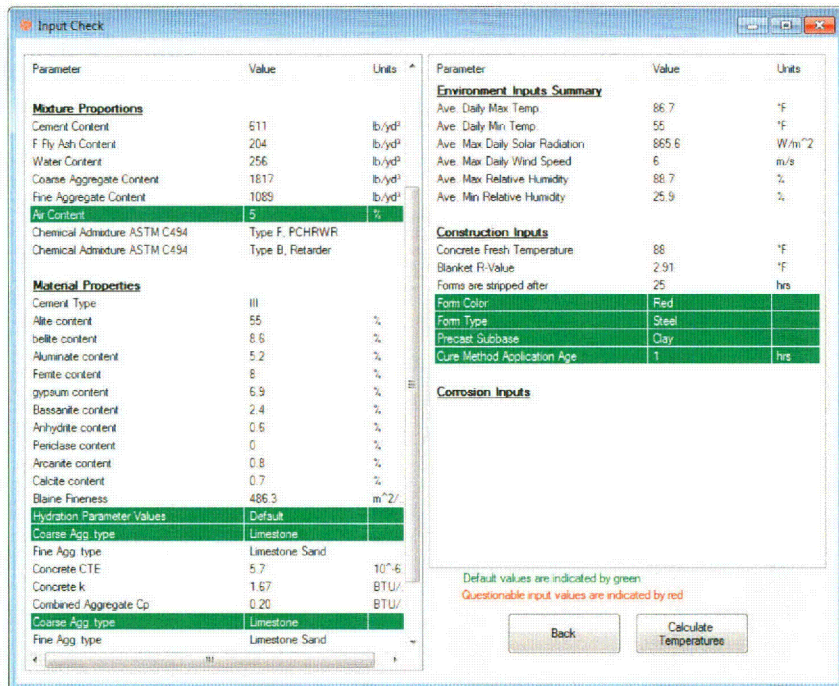 Input Check
Parameter Value Units
Mixture Proportions
Cement Content 611 lb/yd³
F Fly Ash Content 204 lb/yd³
Water Content 256 lb/yd³
Coarse Aggregate Content 1817 lb/yd³
Fine Aggregate Content 1089 lb/yd³
Air Content 5 %
Chemical Admixture ASTM C494 Type F, PCHRWR
Chemical Admixture ASTM C494 Type B, Retarder
Material Properties
Cement Type III
Alite content 55 %
belite content 8.6 %
Aluminate content 5.2 %
Ferrite content 8 %
gypsum content 6.9 %
Bassanite content 2.4 %
Anhydrite content 0.6 %
Periclase content 0 %
Arcanite content 0.8 %
Calcite content 0.7 %
Blaine Fineness 486.3 m^2/.
Hydration Parameter Values Default
Coarse Agg. type Limestone
Fine Agg. type Limestone Sand
Concrete CTE 5.7 10^-6
Concrete k 1.67 BTU/
Combined Aggregate Cp 0.20 BTU/
Coarse Agg. type Limestone
Fine Agg. type Limestone Sand
Parameter Value Units
Environment Inputs Summary
Ave. Daily Max Temp. 86.7 °F
Ave. Daily Min Temp. 55 °F
Ave. Max Daily Solar Radiation 865.6 W/m^2
Ave. Max Daily Wind Speed 6 m/s
Ave. Max Relative Humidity 88.7 %
Ave. Min Relative Humidity 25.9 %
Construction Inputs
Concrete Fresh Temperature 88 °F
Blanket R-Value 2.91 °F
Forms are stripped after 25 hrs
Form Color Red
Form Type Steel
Precast Subbase Clay
Cure Method Application Age 1 hrs
Corrosion Inputs
Default values are indicated by green
Questionable input values are indicated by red
Back
Calculate
Temperatures